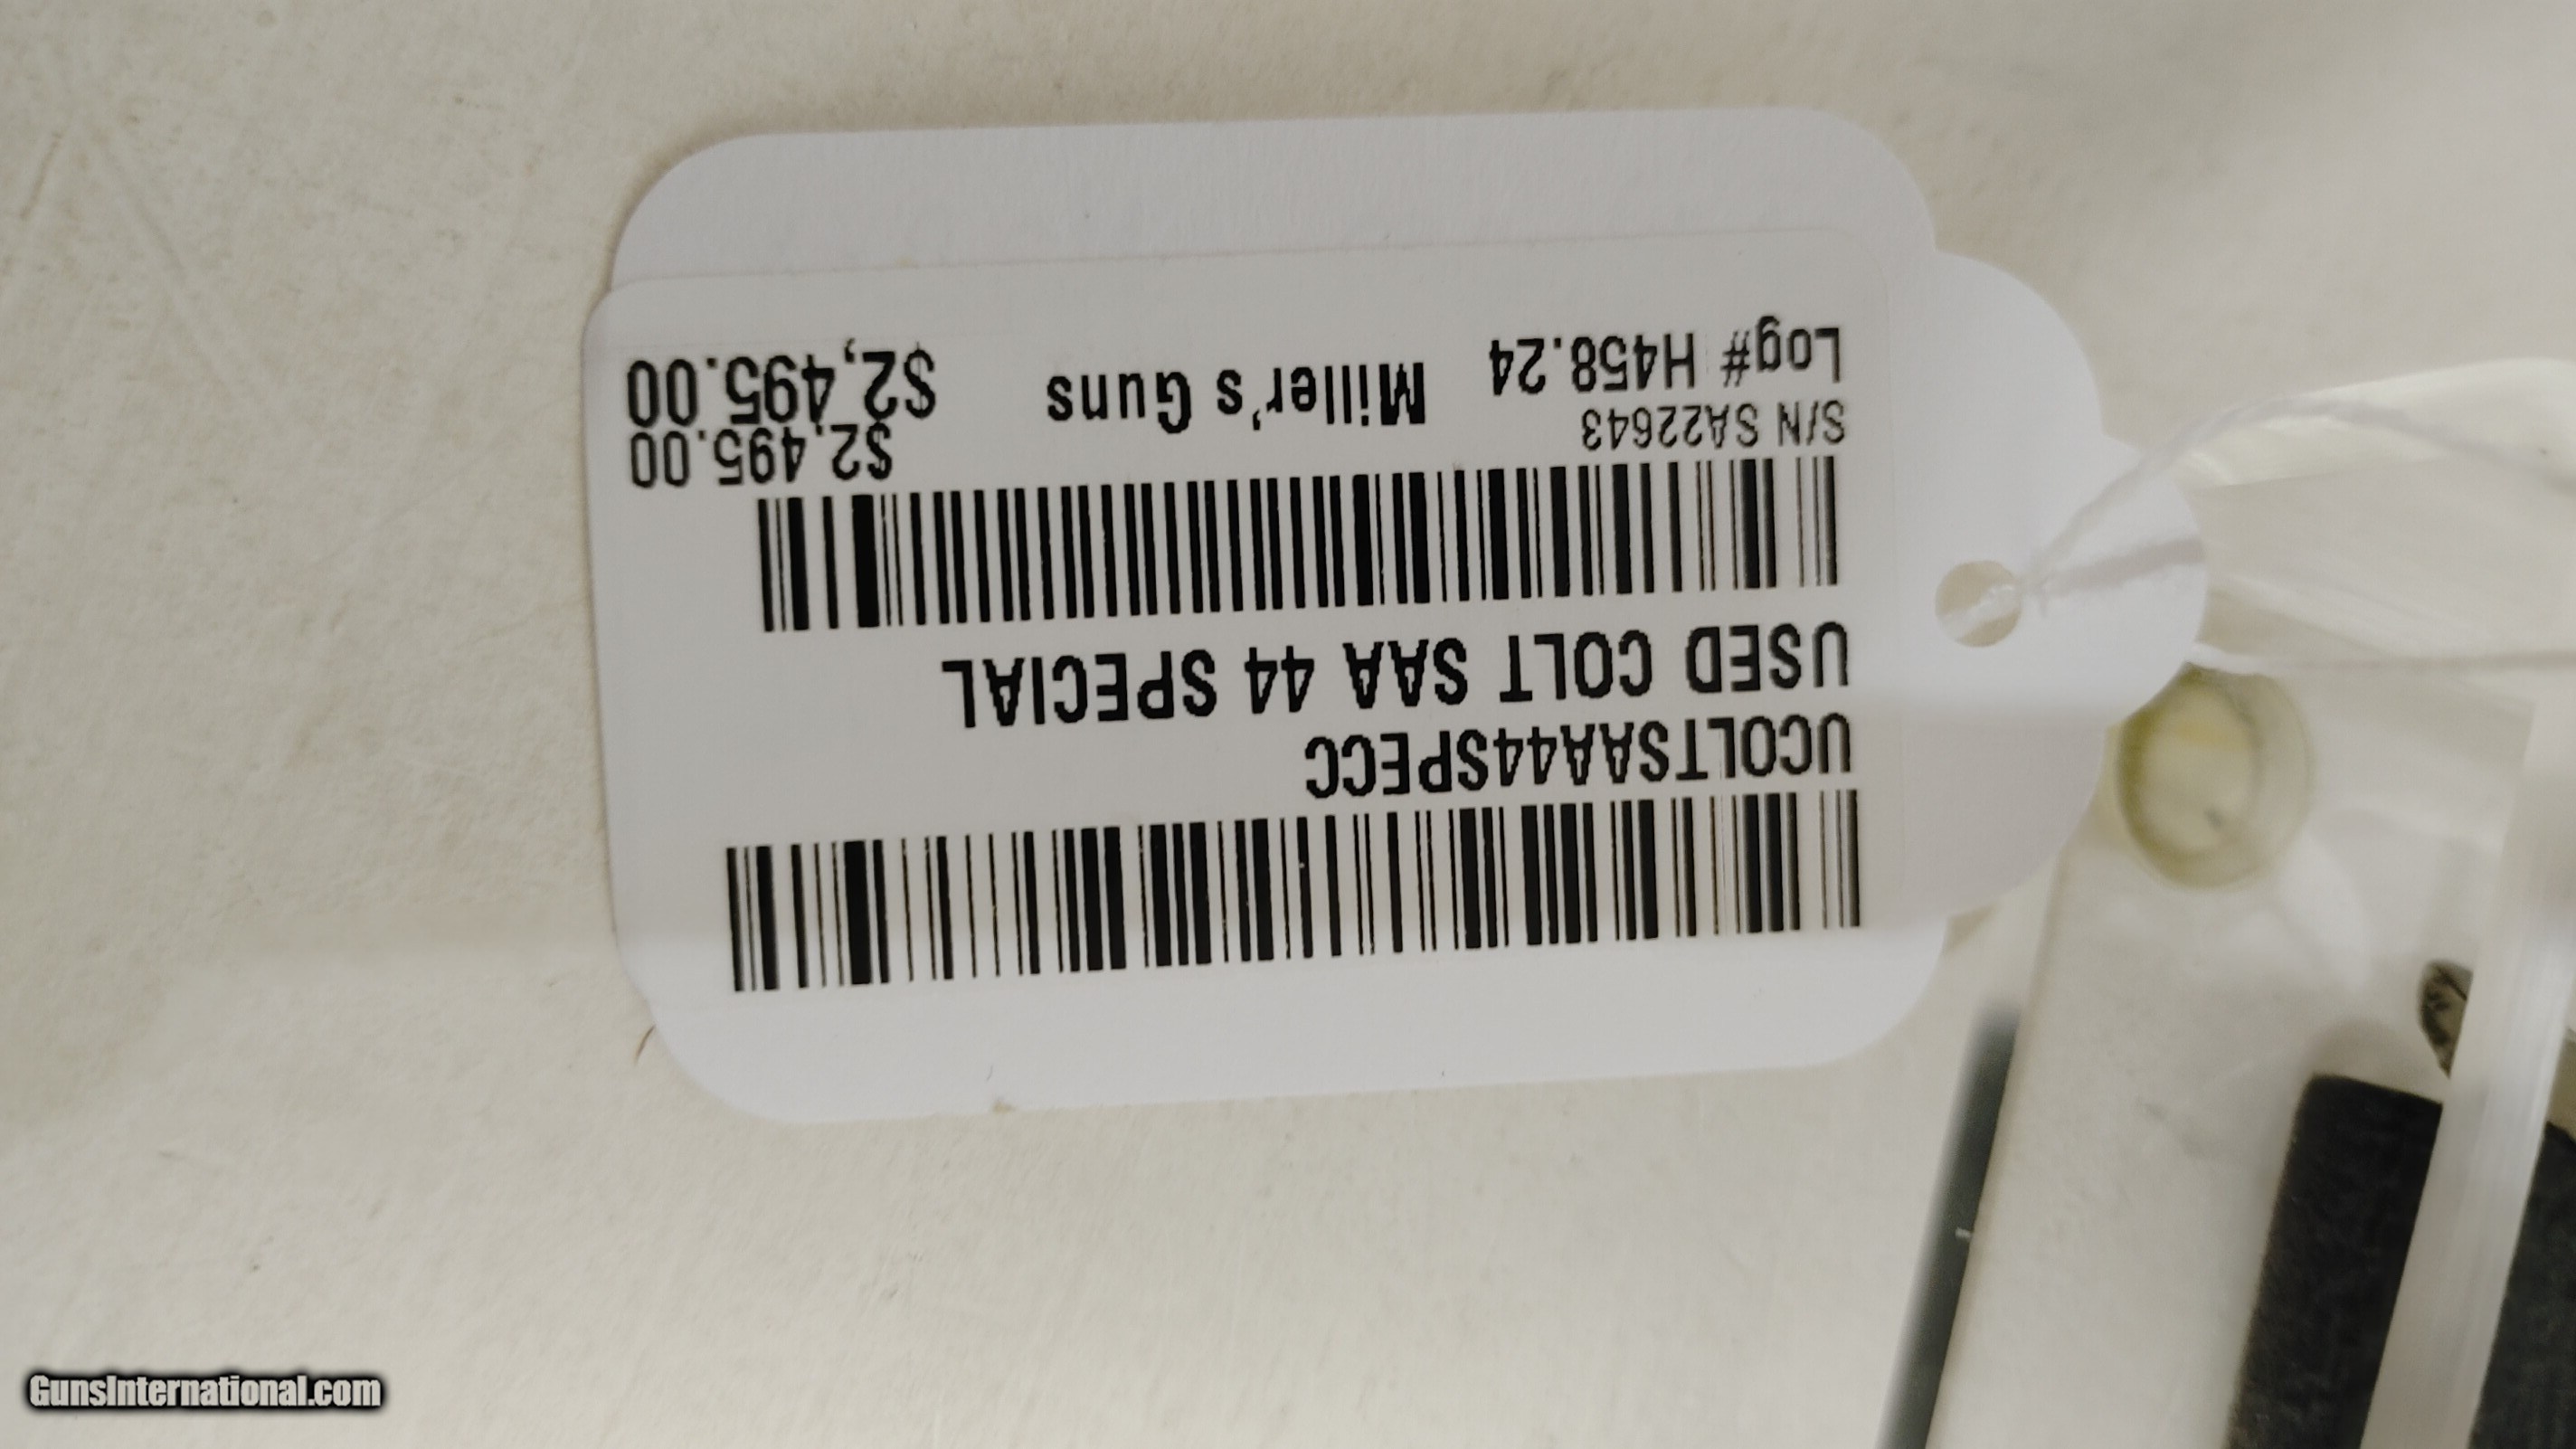 UCOLTSAA44SPECC
USED COLT SAA 44 SPECIAL
S/N SA22643 $2,495.00
Log# H458.24 Miller's Guns $2,495.00
GunsInternational.com